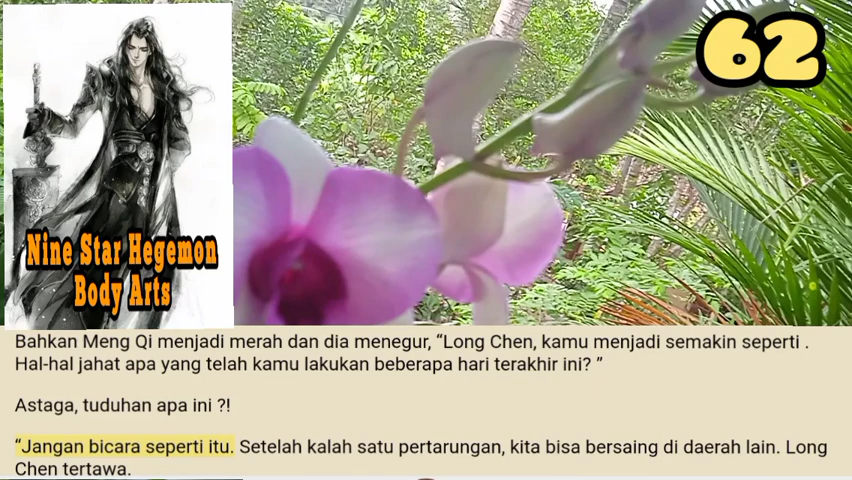 62
Nine Star Hegemon
Body Arts
Bahkan Meng Qi menjadi merah dan dia menegur, “Long Chen, kamu menjadi semakin seperti .
Hal-hal jahat apa yang telah kamu lakukan beberapa hari terakhir ini? ”
Astaga, tuduhan apa ini ?!
“Jangan bicara seperti itu. Setelah kalah satu pertarungan, kita bisa bersaing di daerah lain. Long
Chen tertawa.